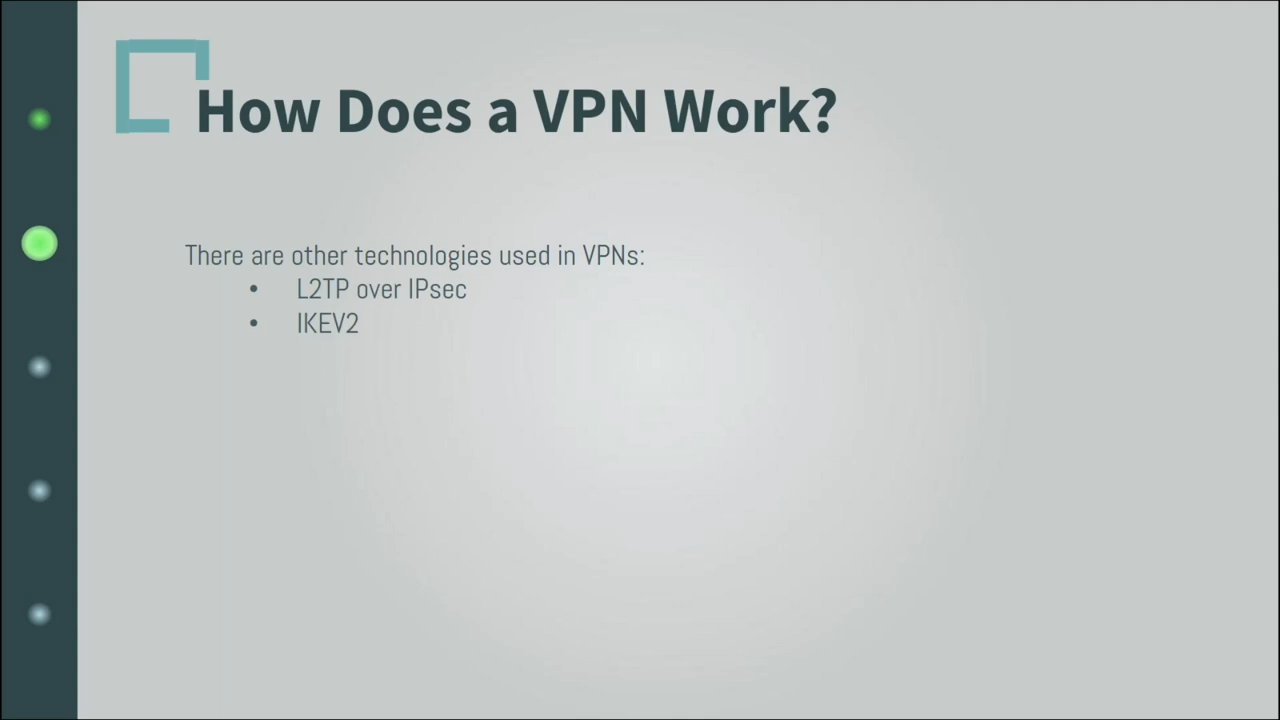 How Does a VPN Work?
There are other technologies used in VPNs:
• L2TP over IPsec
• IKEV2